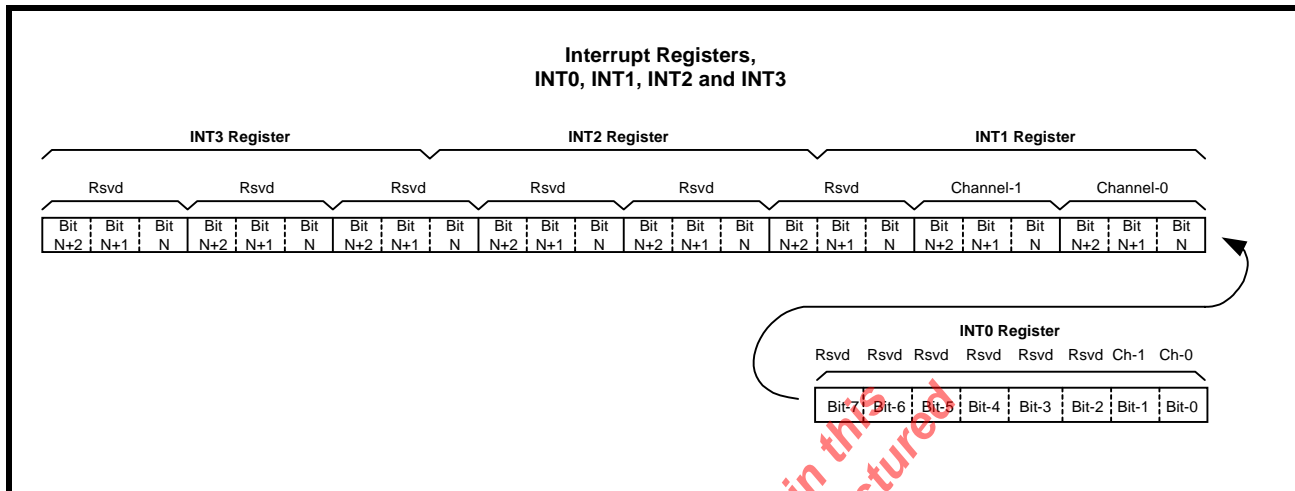 Interrupt Registers,
INT0, INT1, INT2 and INT3
INT3 Register INT2 Register INT1 Register
Rsvd Rsvd Rsvd Rsvd Rsvd Rsvd Channel-1 Channel-0
Bit Bit Bit Bit Bit Bit Bit Bit Bit Bit Bit Bit Bit Bit Bit Bit Bit Bit Bit Bit Bit Bit Bit Bit
N+2 N+1 N N+2 N+1 N N+2 N+1 N N+2 N+1 N N+2 N+1 N N+2 N+1 N N+2 N+1 N N+2 N+1 N
INT0 Register
Rsvd Rsvd Rsvd Rsvd Rsvd Rsvd Ch-1 Ch-0
Bit-7 Bit-6 Bit-5 Bit-4 Bit-3 Bit-2 Bit-1 Bit-0
in this